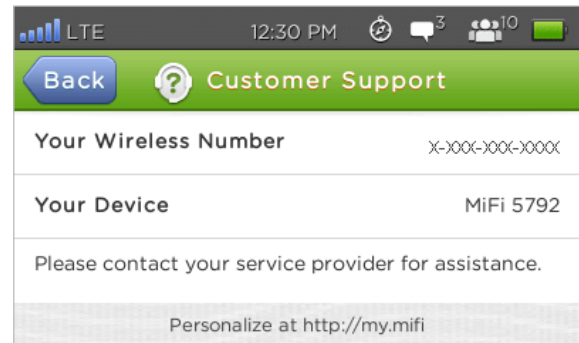 LTE 12:30 PM 3 10
Back Customer Support
Your Wireless Number X-XXX-XXX-XXXX
Your Device MiFi 5792
Please contact your service provider for assistance.
Personalize at http://my.mifi